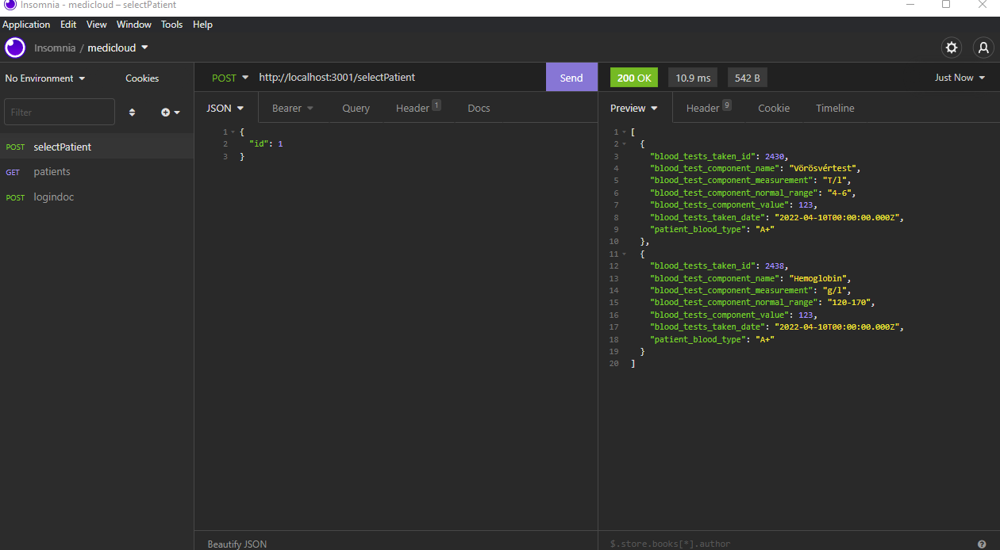 Insomnia - medicloud – selectPatient
Application Edit View Window Tools Help
Insomnia / medicloud
No Environment Cookies
Filter
POST selectPatient
GET patients
POST logindoc
POST http://localhost:3001/selectPatient Send
JSON Bearer Query Header 1 Docs
1 {
2 "id": 1
3 }
Beautify JSON
200 OK 10.9 ms 542 B Just Now
Preview Header 9 Cookie Timeline
1 [
2 {
3 "blood_tests_taken_id": 2430,
4 "blood_test_component_name": "Vörösvértest",
5 "blood_test_component_measurement": "T/l",
6 "blood_test_component_normal_range": "4-6",
7 "blood_tests_component_value": 123,
8 "blood_tests_taken_date": "2022-04-10T00:00:00.000Z",
9 "patient_blood_type": "A+"
10 },
11 {
12 "blood_tests_taken_id": 2438,
13 "blood_test_component_name": "Hemoglobin",
14 "blood_test_component_measurement": "g/l",
15 "blood_test_component_normal_range": "120-170",
16 "blood_tests_component_value": 123,
17 "blood_tests_taken_date": "2022-04-10T00:00:00.000Z",
18 "patient_blood_type": "A+"
19 }
20 ]
$.store.books[*].author